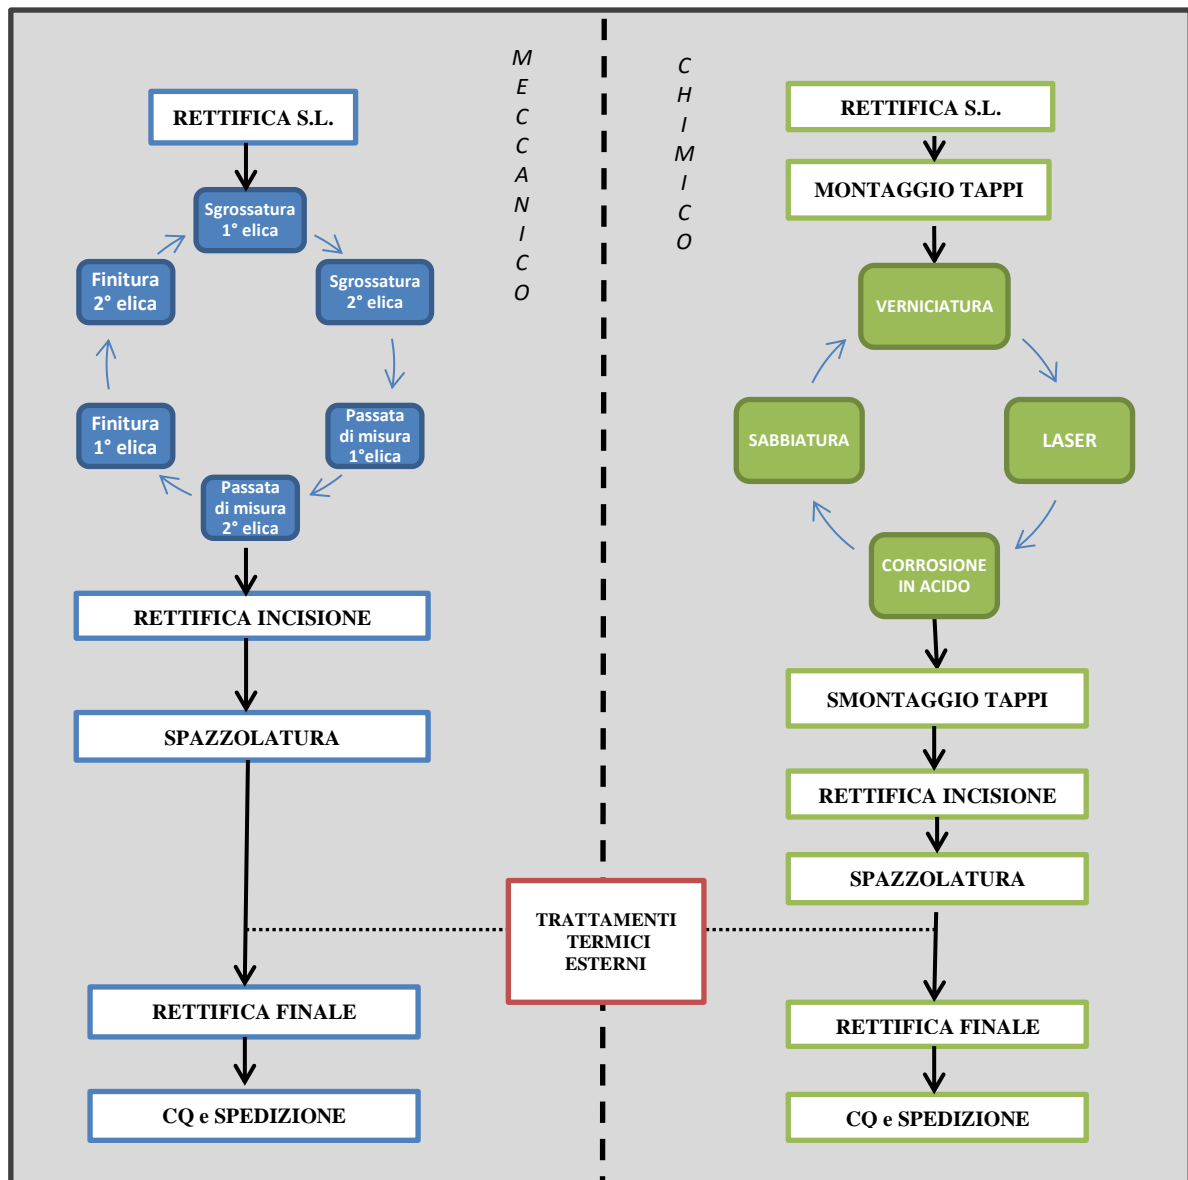 MECCANICO
RETTIFICA S.L.
Sgrossatura
1° elica
Sgrossatura
2° elica
Passata
di misura
1°elica
Passata
di misura
2° elica
Finitura
1° elica
Finitura
2° elica
RETTIFICA INCISIONE
SPAZZOLATURA
RETTIFICA FINALE
CQ e SPEDIZIONE
TRATTAMENTI
TERMICI
ESTERNI
CHIMICO
RETTIFICA S.L.
MONTAGGIO TAPPI
VERNICIATURA
LASER
CORROSIONE
IN ACIDO
SABBIATURA
SMONTAGGIO TAPPI
RETTIFICA INCISIONE
SPAZZOLATURA
RETTIFICA FINALE
CQ e SPEDIZIONE